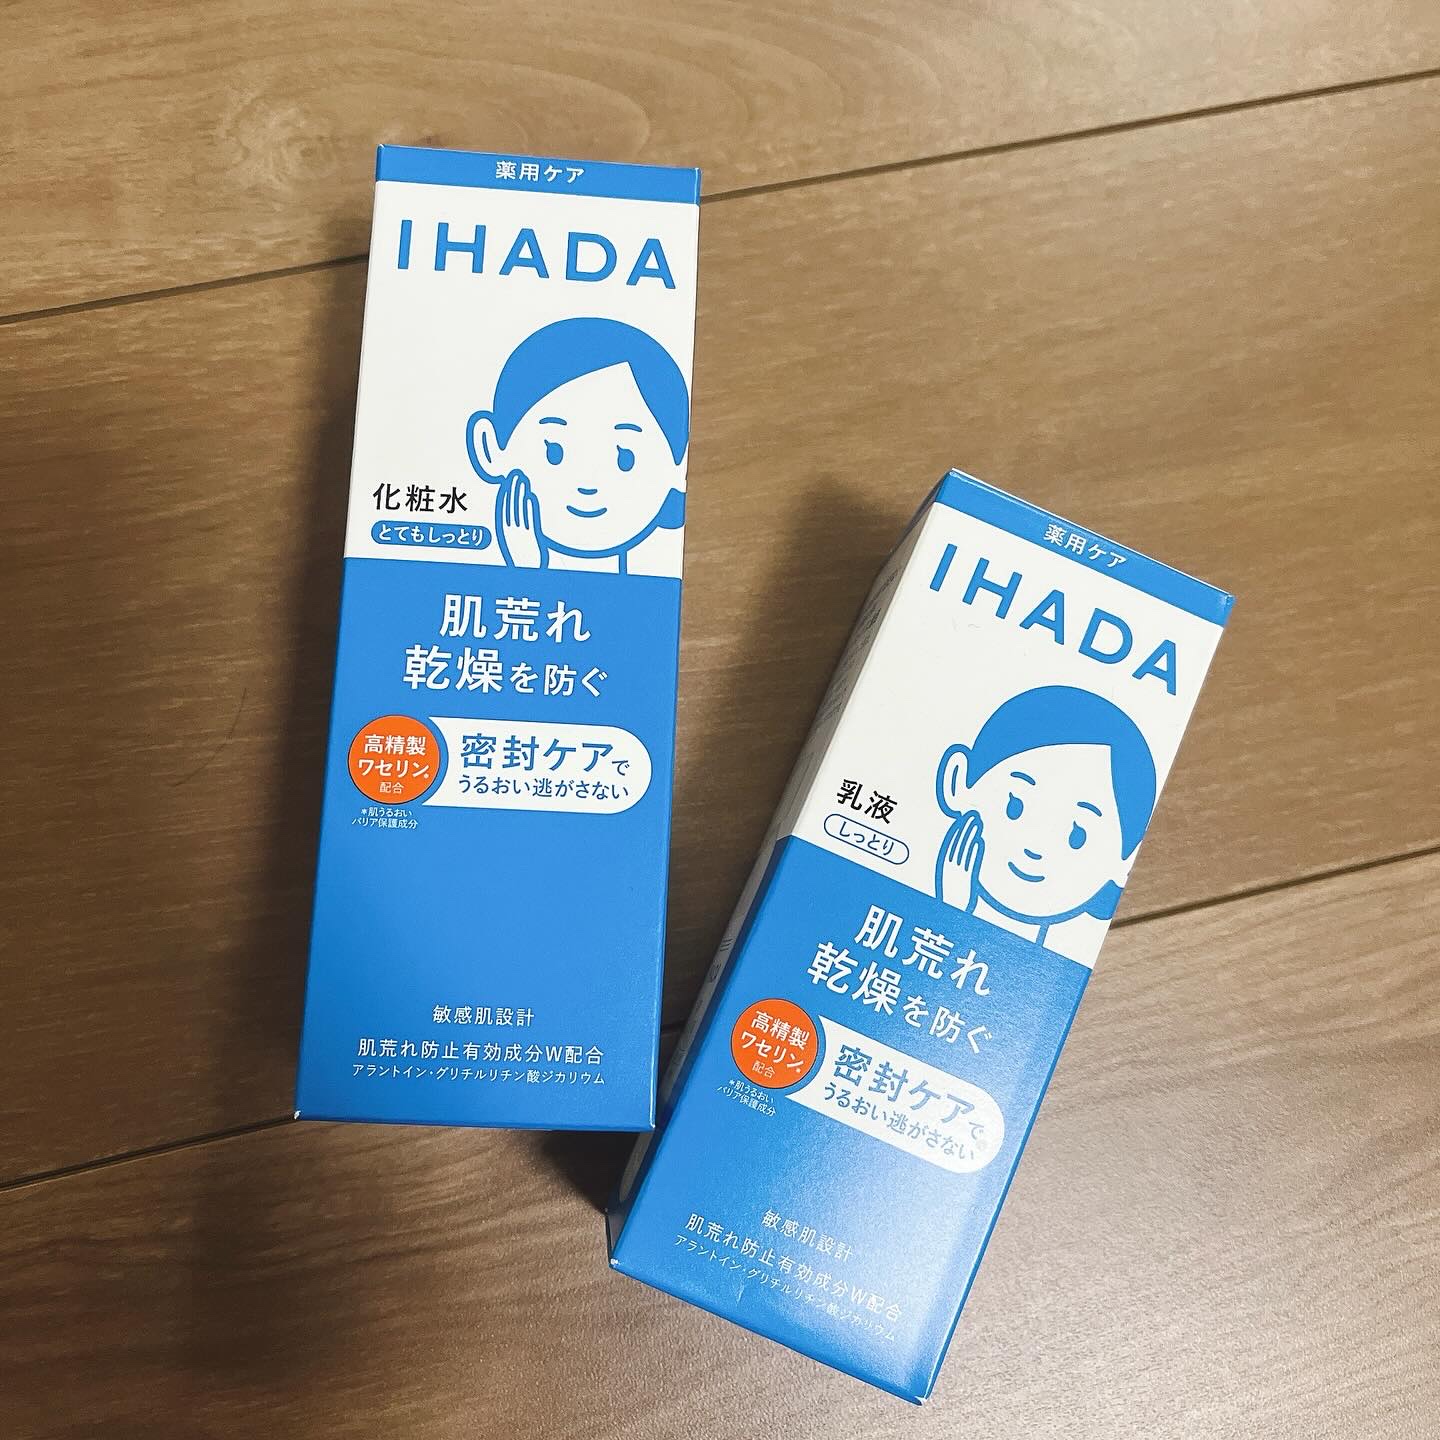 薬用ケア
IHADA
化粧水
とてもしっとり
肌荒れ
乾燥を防ぐ
高精製
ワセリン*
配合
*肌うるおい
バリア保護成分
密封ケアで
うるおい逃がさない
敏感肌設計
肌荒れ防止有効成分W配合
アラントイン・グリチルリチン酸ジカリウム
薬用ケア
IHADA
乳液
しっとり
肌荒れ
乾燥を防ぐ
高精製
ワセリン*
配合
*肌うるおい
バリア保護成分
密封ケアで
うるおい逃がさない
敏感肌設計
肌荒れ防止有効成分W配合
アラントイン・グリチルリチン酸ジカリウム